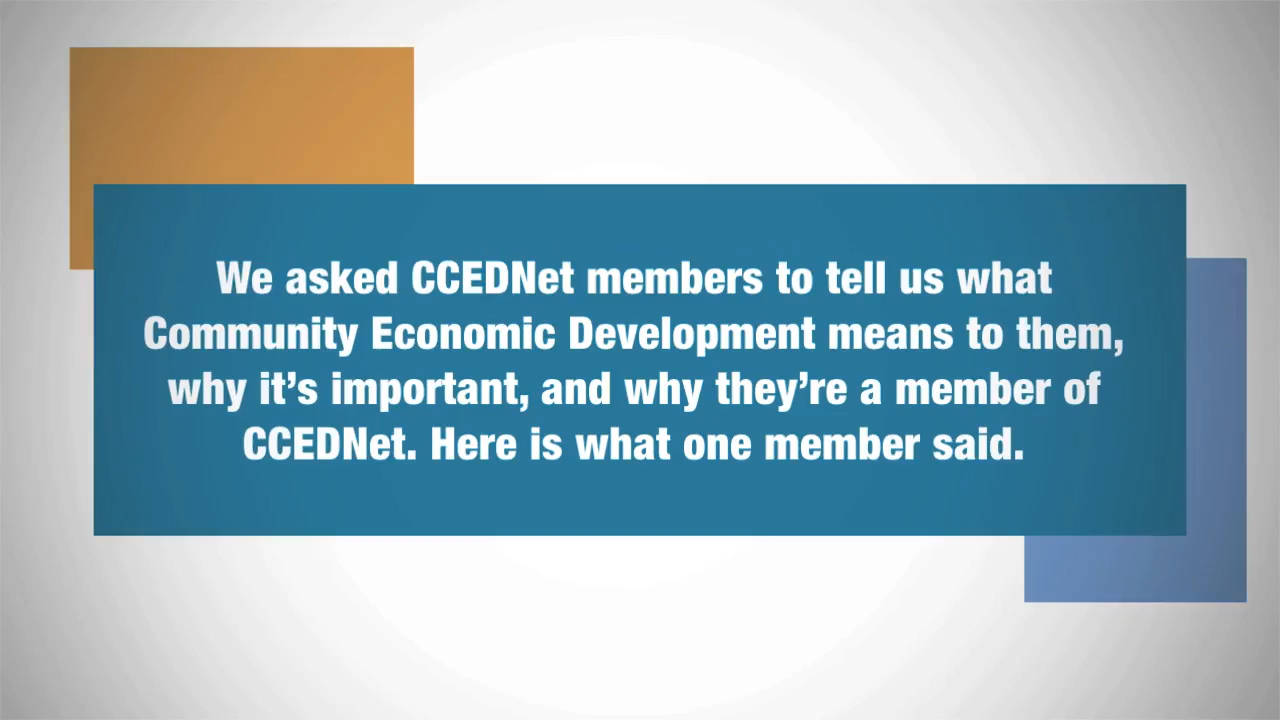 We asked CCEDNet members to tell us what
Community Economic Development means to them,
why it’s important, and why they’re a member of
CCEDNet. Here is what one member said.